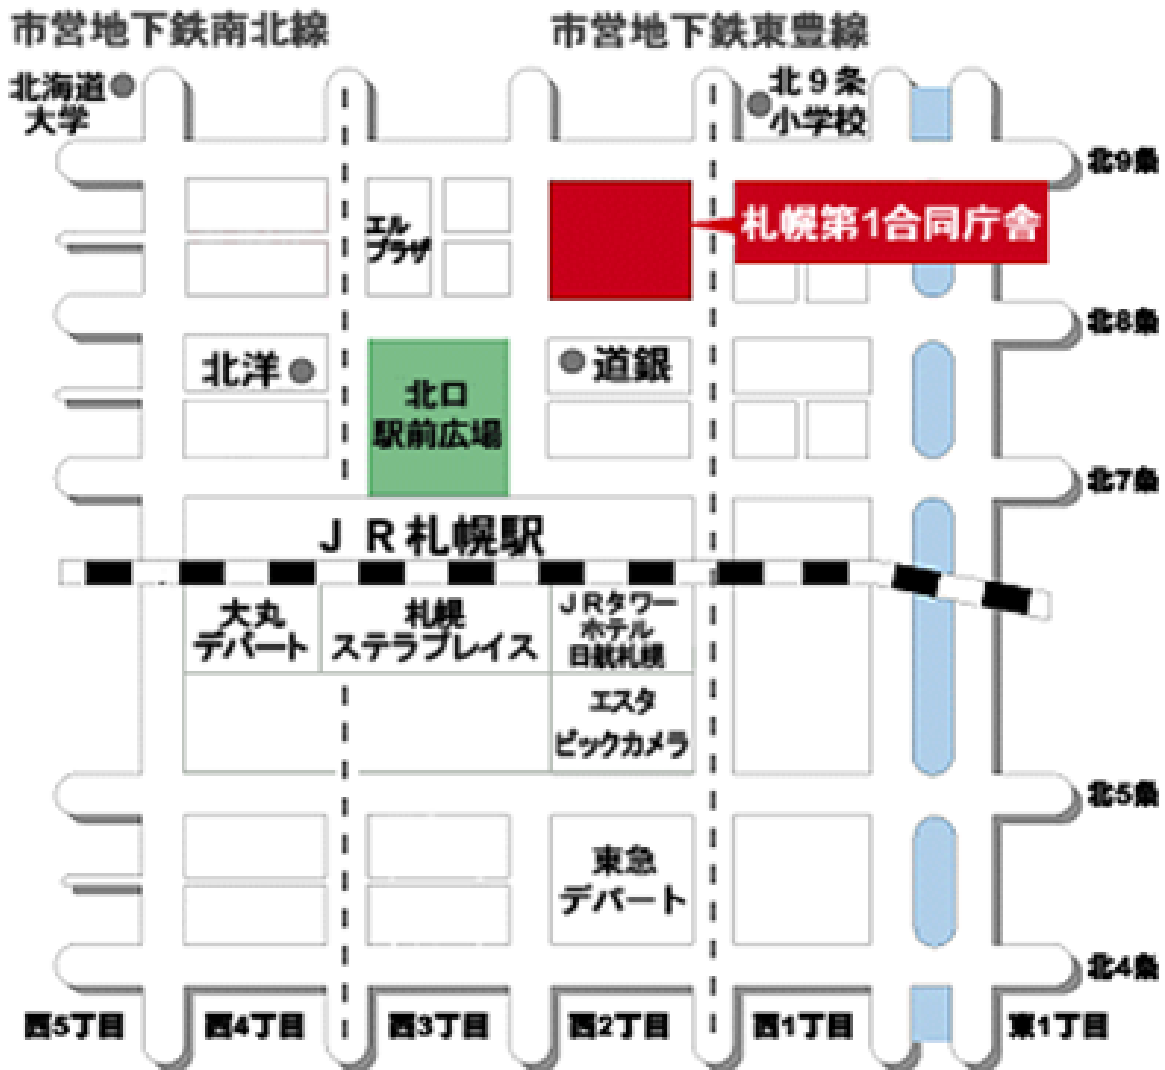 市営地下鉄南北線
市営地下鉄東豊線
北海道
大学
北9条
小学校
北9条
エル
プラザ
札幌第1合同庁舎
北8条
北洋
道銀
北口
駅前広場
北7条
JR札幌駅
大丸
デパート
札幌
ステラプレイス
JRタワー
ホテル
日航札幌
エスタ
ビックカメラ
北5条
東急
デパート
北4条
西5丁目
西4丁目
西3丁目
西2丁目
西1丁目
東1丁目